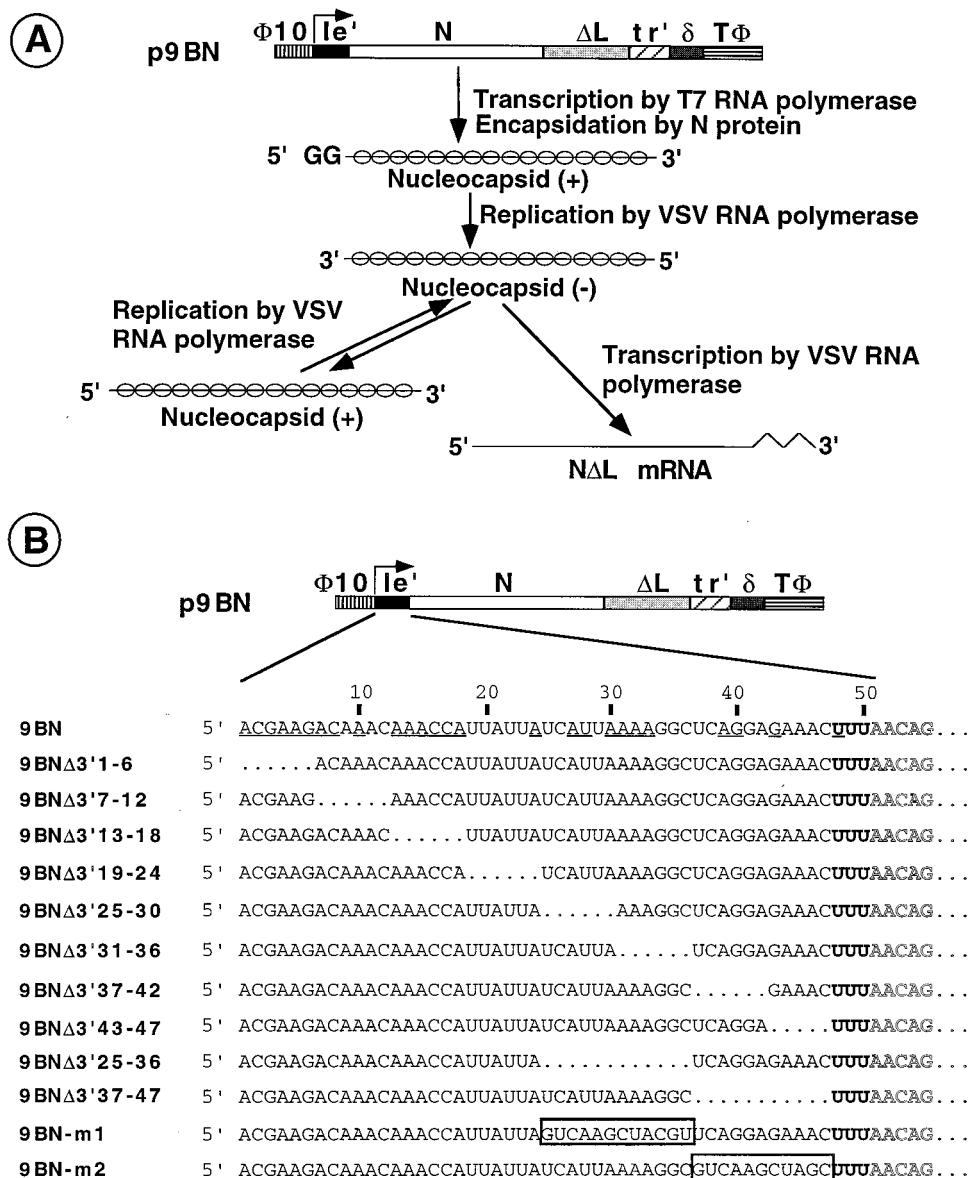 A
Φ10 le' N ΔL tr' δ TΦ
p9BN
Transcription by T7 RNA polymerase
Encapsidation by N protein
5' GG 3'
Nucleocapsid (+)
Replication by VSV RNA polymerase
3' 5'
Nucleocapsid (-)
Replication by VSV
RNA polymerase
Transcription by VSV RNA
polymerase
5' 3'
Nucleocapsid (+)
5' 3'
NΔL mRNA
B
Φ10 le' N ΔL tr' δ TΦ
p9BN
10 20 30 40 50
9BN 5' ACGAAGACAAACAAACCAUUAUUAUCAUUAAAAGGCUCAGGAGAAACUUUAACAG...
9BNΔ3'1-6 5' ......ACAAACAAACCAUUAUUAUCAUUAAAAGGCUCAGGAGAAACUUUAACAG...
9BNΔ3'7-12 5' ACGAAG......AAACCAUUAUUAUCAUUAAAAGGCUCAGGAGAAACUUUAACAG...
9BNΔ3'13-18 5' ACGAAGACAAAC......UUAUUAUCAUUAAAAGGCUCAGGAGAAACUUUAACAG...
9BNΔ3'19-24 5' ACGAAGACAAACAAACCA......UCAUUAAAAGGCUCAGGAGAAACUUUAACAG...
9BNΔ3'25-30 5' ACGAAGACAAACAAACCAUUAUUA......AAAGGCUCAGGAGAAACUUUAACAG...
9BNΔ3'31-36 5' ACGAAGACAAACAAACCAUUAUUAUCAUUA......UCAGGAGAAACUUUAACAG...
9BNΔ3'37-42 5' ACGAAGACAAACAAACCAUUAUUAUCAUUAAAAGGC......GAAACUUUAACAG...
9BNΔ3'43-47 5' ACGAAGACAAACAAACCAUUAUUAUCAUUAAAAGGCUCAGGA.....UUUAACAG...
9BNΔ3'25-36 5' ACGAAGACAAACAAACCAUUAUUA............UCAGGAGAAACUUUAACAG...
9BNΔ3'37-47 5' ACGAAGACAAACAAACCAUUAUUAUCAUUAAAAGGC...........UUUAACAG...
9BN-m1 5' ACGAAGACAAACAAACCAUUAUUAGUCAAGCUACGUUCAGGAGAAACUUUAACAG...
9BN-m2 5' ACGAAGACAAACAAACCAUUAUUAUCAUUAAAAGGCGUCAAGCUAGCUUUAACAG...